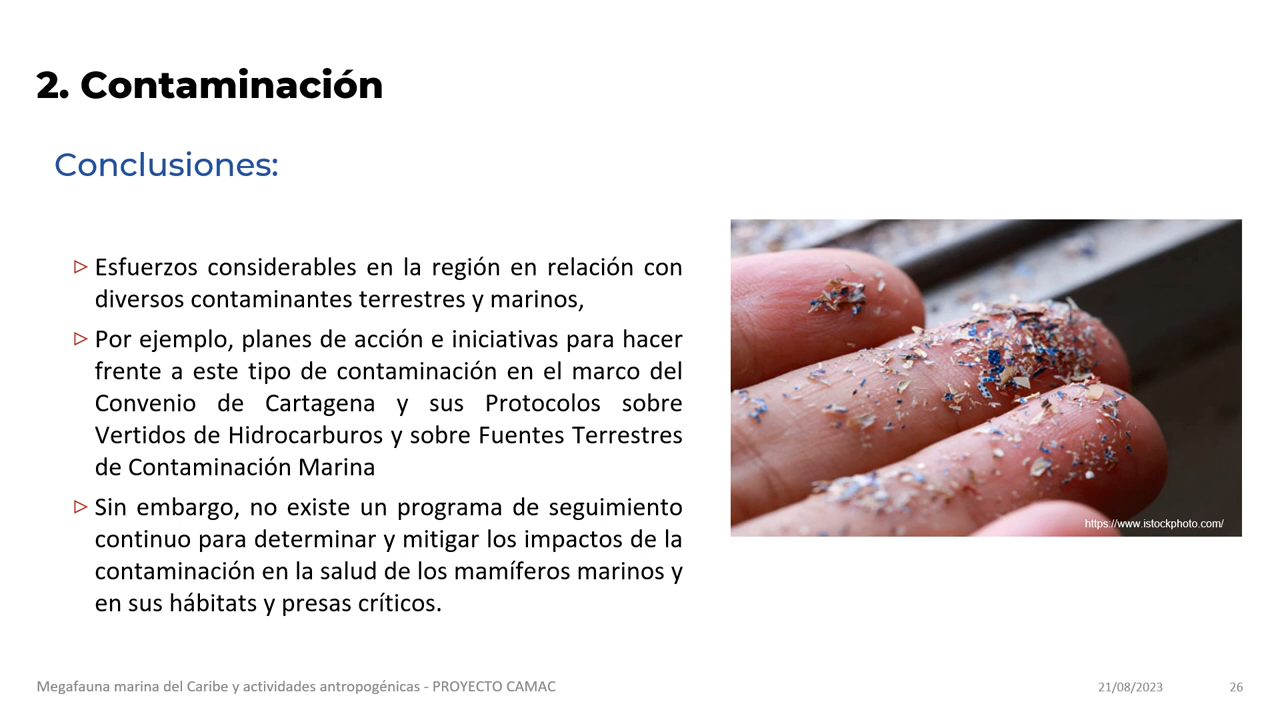 2. Contaminación
Conclusiones:
Esfuerzos considerables en la región en relación con
diversos contaminantes terrestres y marinos,
Por ejemplo, planes de acción e iniciativas para hacer
frente a este tipo de contaminación en el marco del
Convenio de Cartagena y sus Protocolos sobre
Vertidos de Hidrocarburos y sobre Fuentes Terrestres
de Contaminación Marina
Sin embargo, no existe un programa de seguimiento
continuo para determinar y mitigar los impactos de la
contaminación en la salud de los mamíferos marinos y
en sus hábitats y presas críticos.
https://www.istockphoto.com/
Megafauna marina del Caribe y actividades antropogénicas - PROYECTO CAMAC
21/08/2023
26